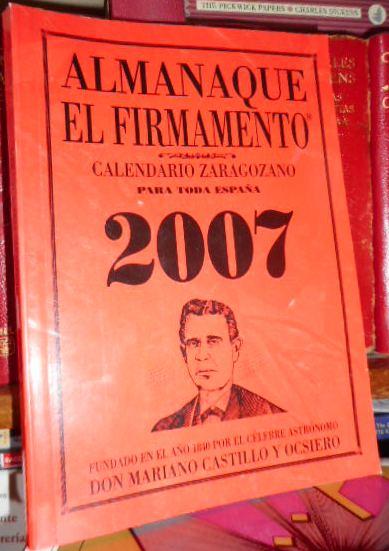 THE PICKWICK PAPERS • CHARLES DICKENS
ALMANAQUE
EL FIRMAMENTO®
CALENDARIO ZARAGOZANO
PARA TODA ESPAÑA
2007
FUNDADO EN EL AÑO 1840 POR EL CÉLEBRE ASTRÓNOMO
DON MARIANO CASTILLO Y OCSIERO